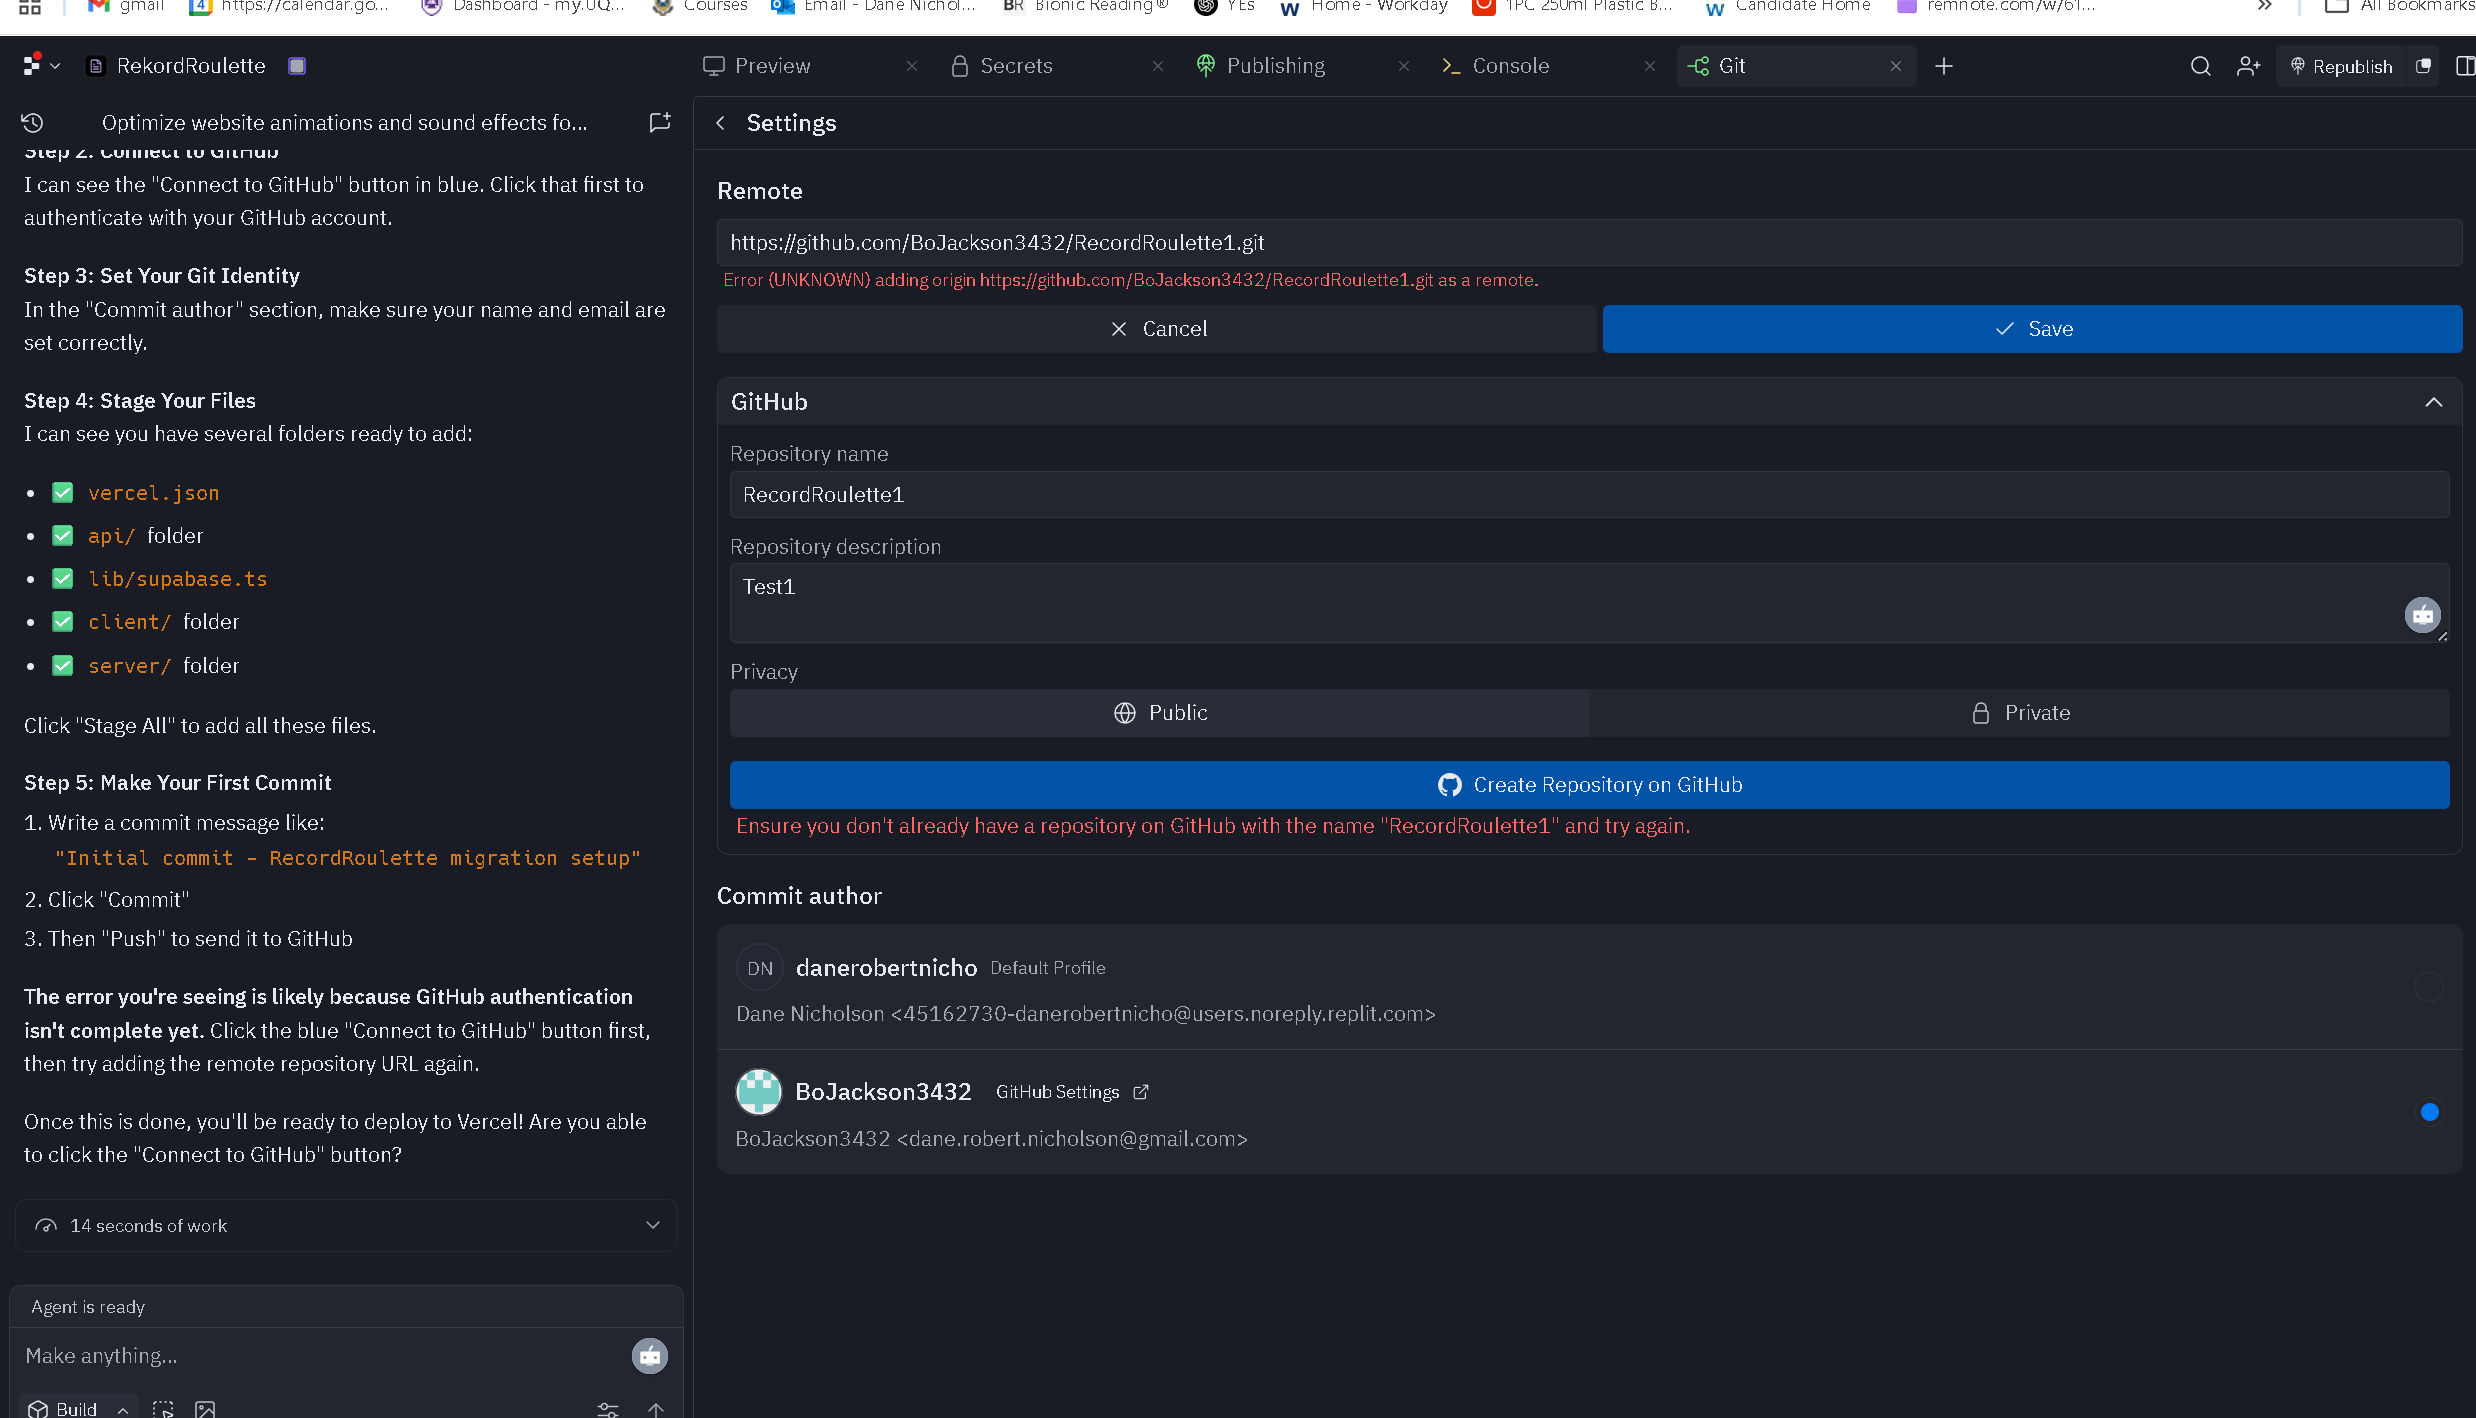 gmail
https://calendar.go...
Dashboard - my.UQ...
Courses
Email - Dane Nichol...
BR Bionic Reading®
YEs
Home - Workday
1PC 250ml Plastic B...
Candidate Home
remnote.com/w/61...
All Bookmarks
RekordRoulette
Preview
Secrets
Publishing
Console
Git
Republish
Optimize website animations and sound effects fo...
Step 2: Connect to GitHub
I can see the "Connect to GitHub" button in blue. Click that first to
authenticate with your GitHub account.
Step 3: Set Your Git Identity
In the "Commit author" section, make sure your name and email are
set correctly.
Step 4: Stage Your Files
I can see you have several folders ready to add:
• ✅ vercel.json
• ✅ api/ folder
• ✅ lib/supabase.ts
• ✅ client/ folder
• ✅ server/ folder
Click "Stage All" to add all these files.
Step 5: Make Your First Commit
1. Write a commit message like:
"Initial commit - RecordRoulette migration setup"
2. Click "Commit"
3. Then "Push" to send it to GitHub
The error you're seeing is likely because GitHub authentication
isn't complete yet. Click the blue "Connect to GitHub" button first,
then try adding the remote repository URL again.
Once this is done, you'll be ready to deploy to Vercel! Are you able
to click the "Connect to GitHub" button?
14 seconds of work
Agent is ready
Make anything...
Build
Settings
Remote
https://github.com/BoJackson3432/RecordRoulette1.git
Error (UNKNOWN) adding origin https://github.com/BoJackson3432/RecordRoulette1.git as a remote.
Cancel
Save
GitHub
Repository name
RecordRoulette1
Repository description
Test1
Privacy
Public
Private
Create Repository on GitHub
Ensure you don't already have a repository on GitHub with the name "RecordRoulette1" and try again.
Commit author
DN danerobertnicho Default Profile
Dane Nicholson <45162730-danerobertnicho@users.noreply.replit.com>
BoJackson3432 GitHub Settings
BoJackson3432 <dane.robert.nicholson@gmail.com>